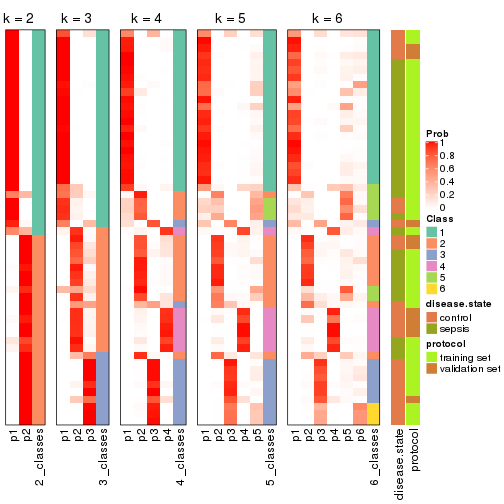 k = 2 k = 3 k = 4 k = 5 k = 6
Prob
1
0.8
0.6
0.4
0.2
0
Class
1
2
3
4
5
6
disease.state
control
sepsis
protocol
training set
validation set
p1 p2 2_classes p1 p2 p3 3_classes p1 p2 p3 p4 4_classes p1 p2 p3 p4 p5 5_classes p1 p2 p3 p4 p5 p6 6_classes disease.state protocol